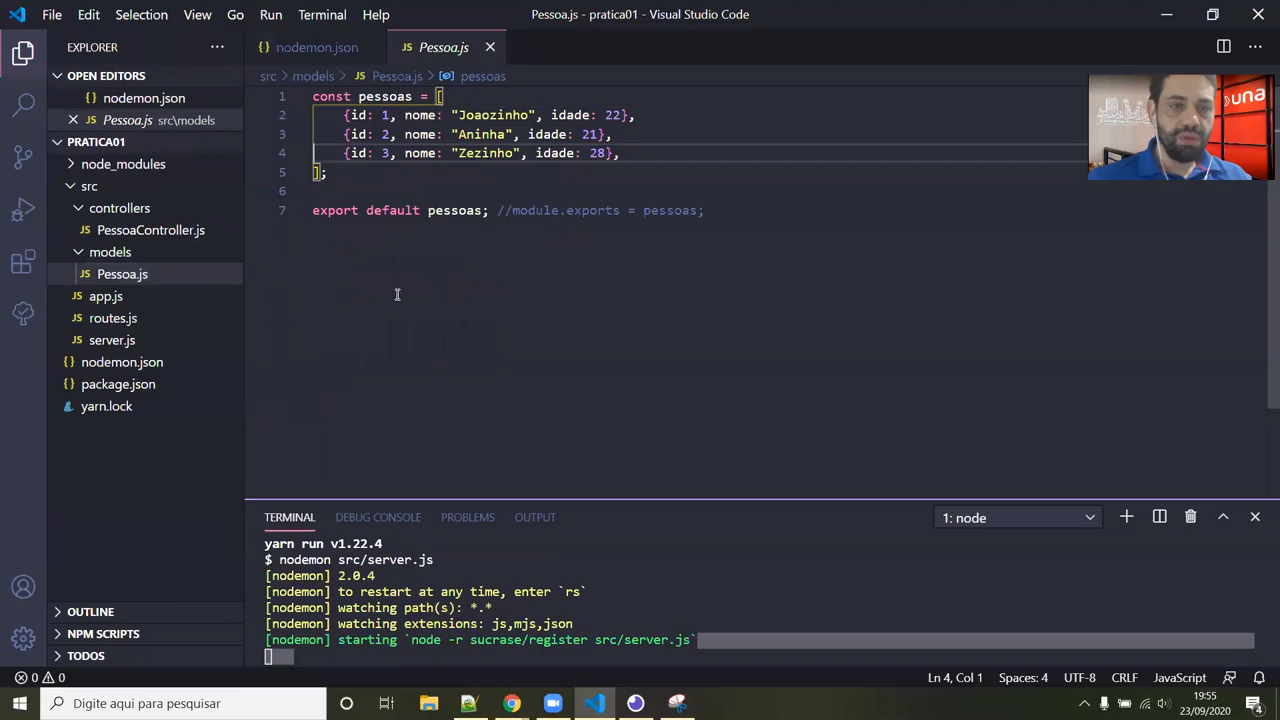 File Edit Selection View Go Run Terminal Help
Pessoa.js - pratica01 - Visual Studio Code
EXPLORER
nodemon.json
Pessoa.js
src
models
Pessoa.js
pessoas
OPEN EDITORS
nodemon.json
Pessoa.js src\models
PRATICA01
node_modules
src
controllers
PessoaController.js
models
Pessoa.js
app.js
routes.js
server.js
nodemon.json
package.json
yarn.lock
OUTLINE
NPM SCRIPTS
TODOS
1 const pessoas = [
2 {id: 1, nome: "Joaozinho", idade: 22},
3 {id: 2, nome: "Aninha", idade: 21},
4 {id: 3, nome: "Zezinho", idade: 28},
5 ];
6
7 export default pessoas; //module.exports = pessoas;
una
TERMINAL DEBUG CONSOLE PROBLEMS OUTPUT
1: node
yarn run v1.22.4
$ nodemon src/server.js
[nodemon] 2.0.4
[nodemon] to restart at any time, enter `rs`
[nodemon] watching path(s): *.*
[nodemon] watching extensions: js,mjs,json
[nodemon] starting `node -r sucrase/register src/server.js`
0 0
Ln 4, Col 1 Spaces: 4 UTF-8 CRLF JavaScript
Digite aqui para pesquisar
19:55
23/09/2020
4